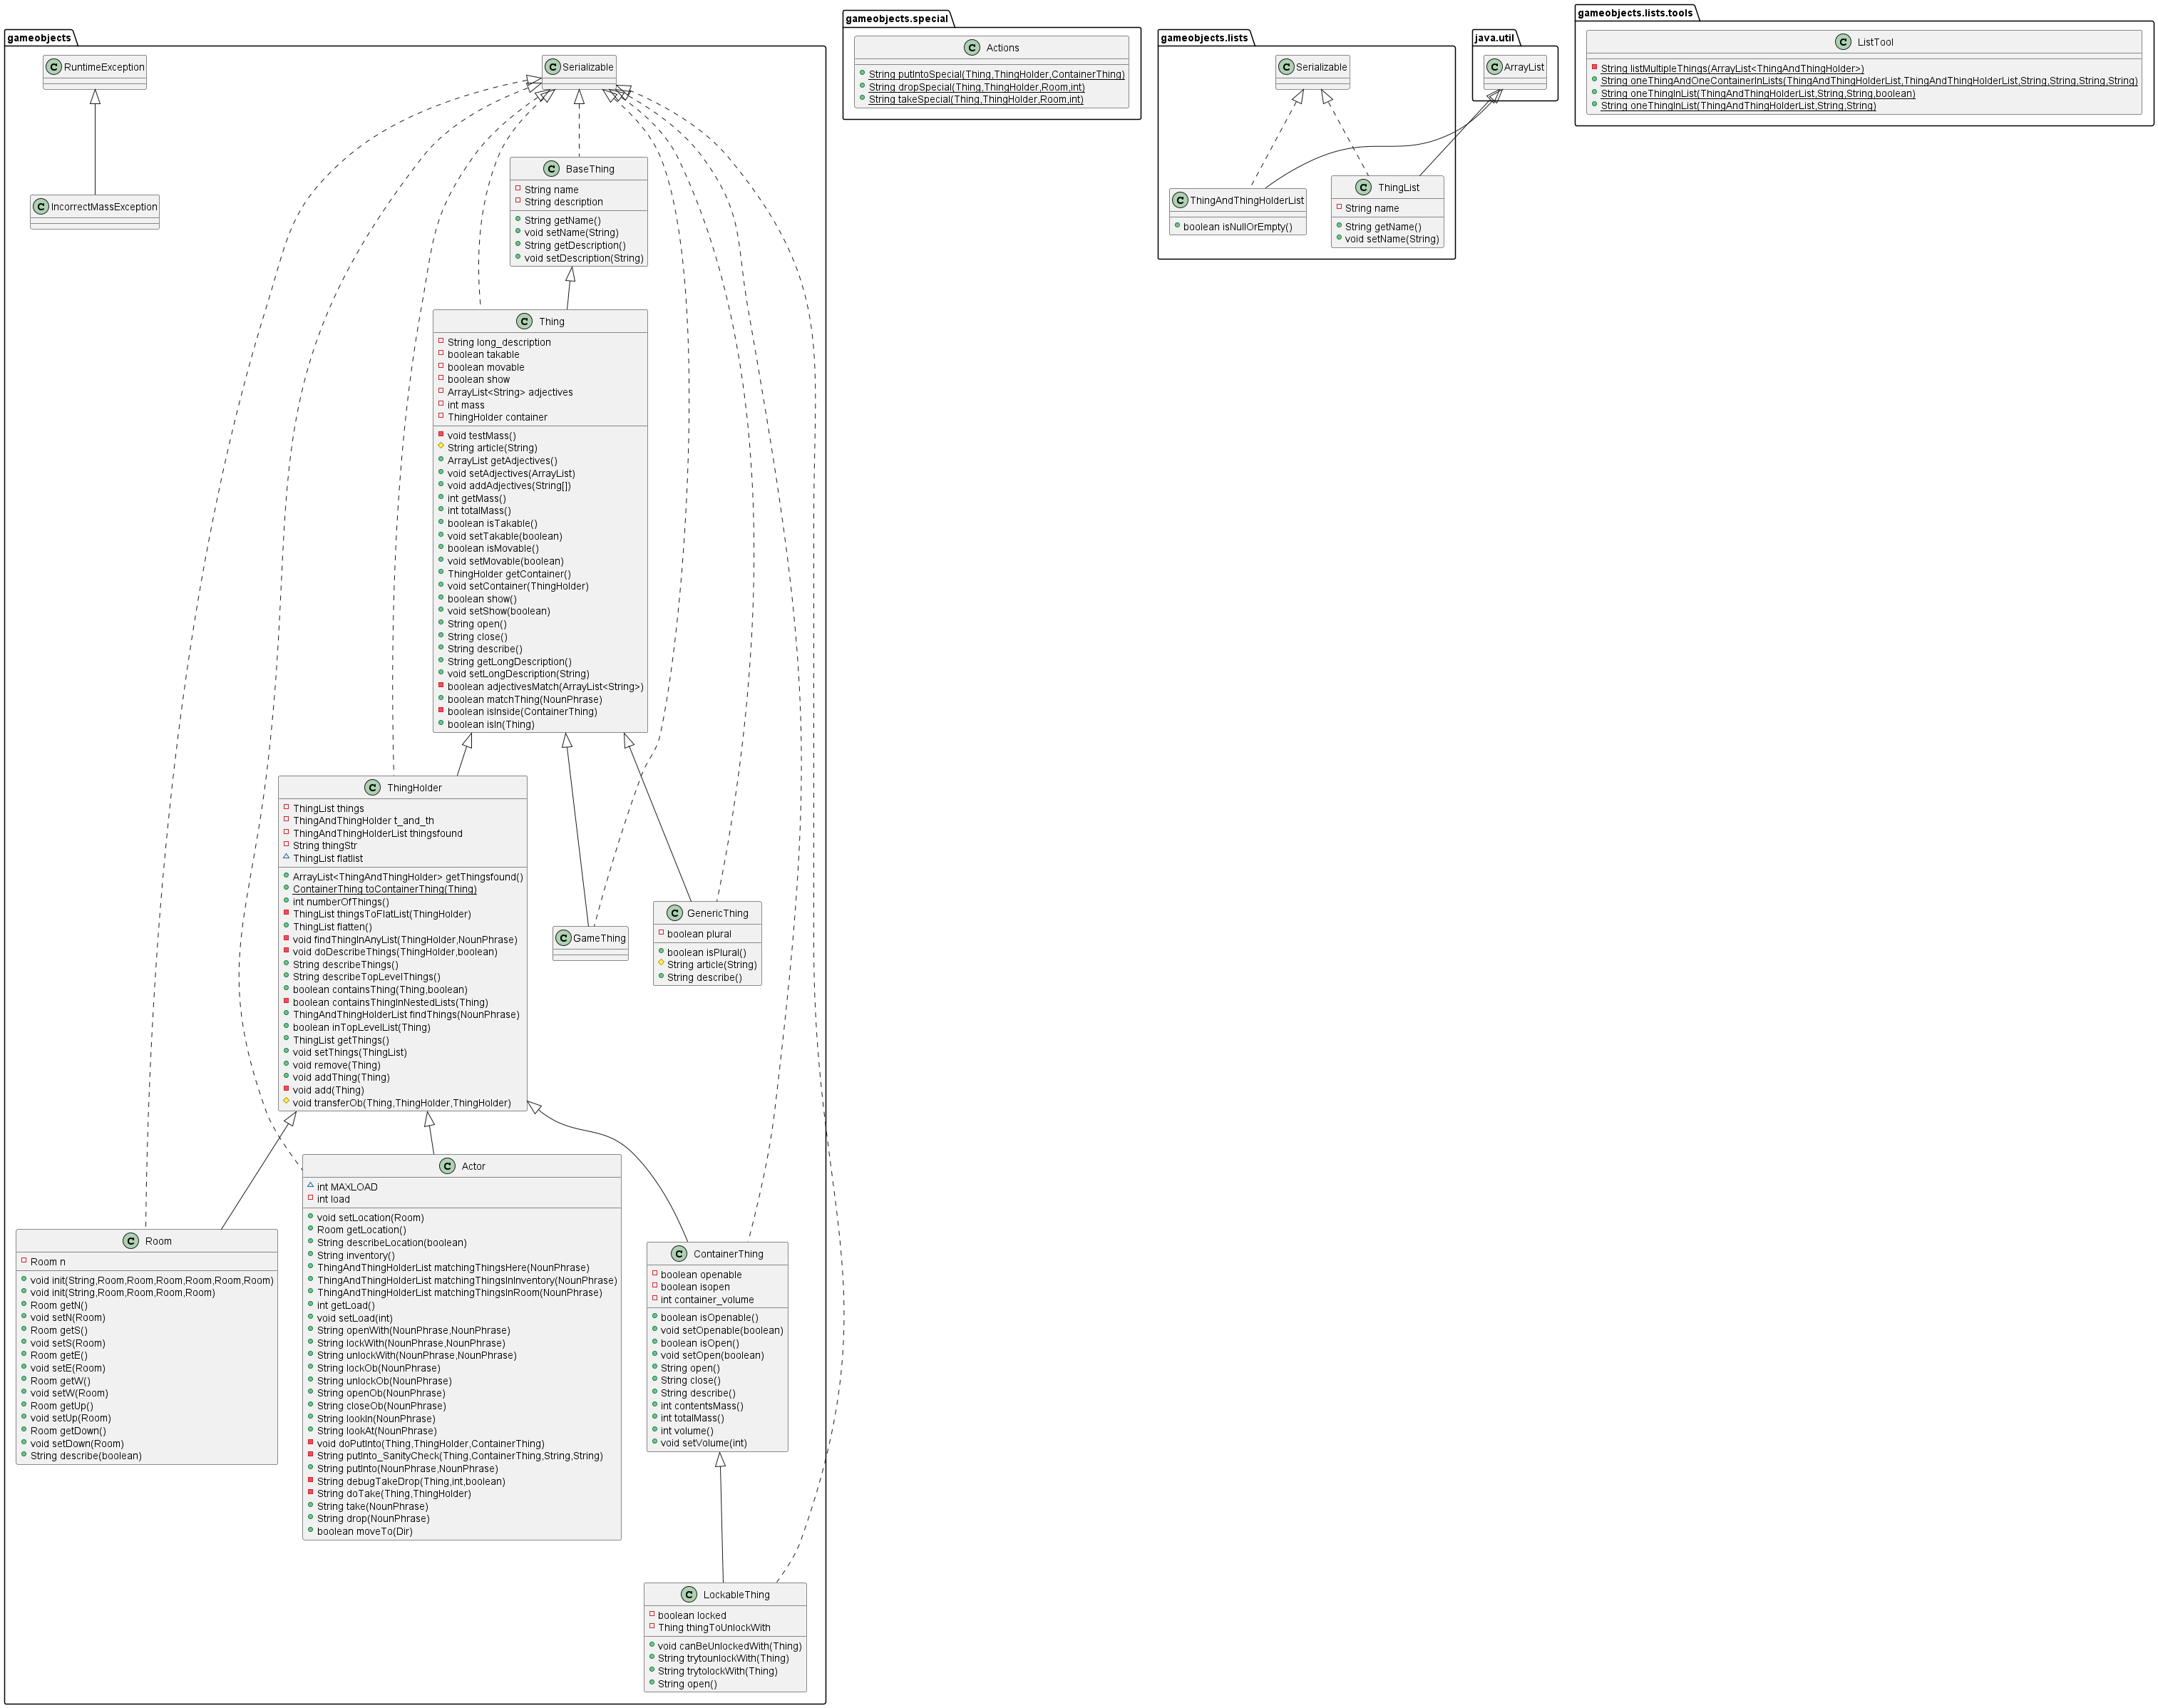 gameobjects
RuntimeException
Serializable
IncorrectMassException
BaseThing
String name
String description
String getName()
void setName(String)
String getDescription()
void setDescription(String)
Thing
String long_description
boolean takable
boolean movable
boolean show
ArrayList<String> adjectives
int mass
ThingHolder container
void testMass()
String article(String)
ArrayList getAdjectives()
void setAdjectives(ArrayList)
void addAdjectives(String[])
int getMass()
int totalMass()
boolean isTakable()
void setTakable(boolean)
boolean isMovable()
void setMovable(boolean)
ThingHolder getContainer()
void setContainer(ThingHolder)
boolean show()
void setShow(boolean)
String open()
String close()
String describe()
String getLongDescription()
void setLongDescription(String)
boolean adjectivesMatch(ArrayList<String>)
boolean matchThing(NounPhrase)
boolean isInside(ContainerThing)
boolean isIn(Thing)
ThingHolder
ThingList things
ThingAndThingHolder t_and_th
ThingAndThingHolderList thingsfound
String thingStr
ThingList flatlist
ArrayList<ThingAndThingHolder> getThingsfound()
ContainerThing toContainerThing(Thing)
int numberOfThings()
ThingList thingsToFlatList(ThingHolder)
ThingList flatten()
void findThingInAnyList(ThingHolder,NounPhrase)
void doDescribeThings(ThingHolder,boolean)
String describeThings()
String describeTopLevelThings()
boolean containsThing(Thing,boolean)
boolean containsThingInNestedLists(Thing)
ThingAndThingHolderList findThings(NounPhrase)
boolean inTopLevelList(Thing)
ThingList getThings()
void setThings(ThingList)
void remove(Thing)
void addThing(Thing)
void add(Thing)
void transferOb(Thing,ThingHolder,ThingHolder)
GameThing
GenericThing
boolean plural
boolean isPlural()
String article(String)
String describe()
Room
Room n
void init(String,Room,Room,Room,Room,Room,Room)
void init(String,Room,Room,Room,Room)
Room getN()
void setN(Room)
Room getS()
void setS(Room)
Room getE()
void setE(Room)
Room getW()
void setW(Room)
Room getUp()
void setUp(Room)
Room getDown()
void setDown(Room)
String describe(boolean)
Actor
int MAXLOAD
int load
void setLocation(Room)
Room getLocation()
String describeLocation(boolean)
String inventory()
ThingAndThingHolderList matchingThingsHere(NounPhrase)
ThingAndThingHolderList matchingThingsInInventory(NounPhrase)
ThingAndThingHolderList matchingThingsInRoom(NounPhrase)
int getLoad()
void setLoad(int)
String openWith(NounPhrase,NounPhrase)
String lockWith(NounPhrase,NounPhrase)
String unlockWith(NounPhrase,NounPhrase)
String lockOb(NounPhrase)
String unlockOb(NounPhrase)
String openOb(NounPhrase)
String closeOb(NounPhrase)
String lookIn(NounPhrase)
String lookAt(NounPhrase)
void doPutInto(Thing,ThingHolder,ContainerThing)
String putInto_SanityCheck(Thing,ContainerThing,String,String)
String putInto(NounPhrase,NounPhrase)
String debugTakeDrop(Thing,int,boolean)
String doTake(Thing,ThingHolder)
String take(NounPhrase)
String drop(NounPhrase)
boolean moveTo(Dir)
ContainerThing
boolean openable
boolean isopen
int container_volume
boolean isOpenable()
void setOpenable(boolean)
boolean isOpen()
void setOpen(boolean)
String open()
String close()
String describe()
int contentsMass()
int totalMass()
int volume()
void setVolume(int)
LockableThing
boolean locked
Thing thingToUnlockWith
void canBeUnlockedWith(Thing)
String trytounlockWith(Thing)
String trytolockWith(Thing)
String open()
gameobjects.special
Actions
String putIntoSpecial(Thing,ThingHolder,ContainerThing)
String dropSpecial(Thing,ThingHolder,Room,int)
String takeSpecial(Thing,ThingHolder,Room,int)
gameobjects.lists
Serializable
ThingAndThingHolderList
boolean isNullOrEmpty()
ThingList
String name
String getName()
void setName(String)
java.util
ArrayList
gameobjects.lists.tools
ListTool
String listMultipleThings(ArrayList<ThingAndThingHolder>)
String oneThingAndOneContainerInLists(ThingAndThingHolderList,ThingAndThingHolderList,String,String,String,String)
String oneThingInList(ThingAndThingHolderList,String,String,boolean)
String oneThingInList(ThingAndThingHolderList,String,String)